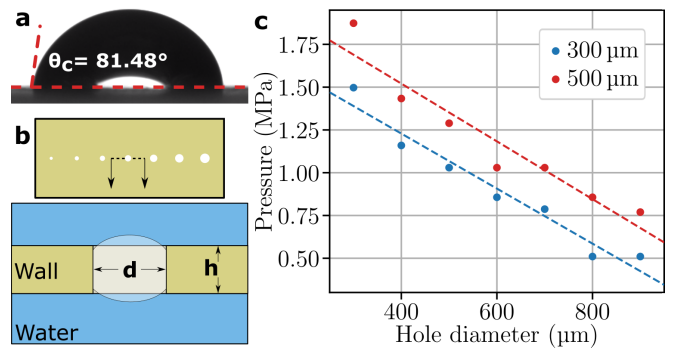 a
θc= 81.48°
b
Wall
d
h
Water
c
Pressure (MPa)
1.75
1.50
1.25
1.00
0.75
0.50
300 µm
500 µm
400
600
800
Hole diameter (µm)